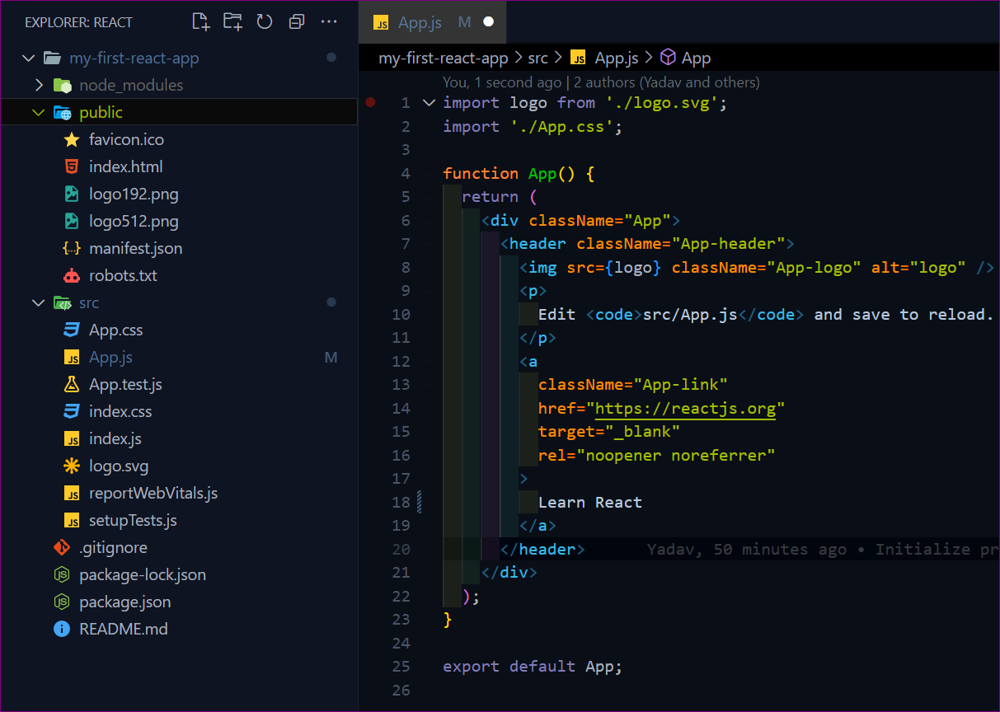 EXPLORER: REACT
my-first-react-app
node_modules
public
favicon.ico
index.html
logo192.png
logo512.png
manifest.json
robots.txt
src
App.css
App.js M
App.test.js
index.css
index.js
logo.svg
reportWebVitals.js
setupTests.js
.gitignore
package-lock.json
package.json
README.md
JS App.js M
my-first-react-app > src > JS App.js > App
You, 1 second ago | 2 authors (Yadav and others)
1 import logo from './logo.svg';
2 import './App.css';
3
4 function App() {
5 return (
6 <div className="App">
7 <header className="App-header">
8 <img src={logo} className="App-logo" alt="logo" />
9 <p>
10 Edit <code>src/App.js</code> and save to reload.
11 </p>
12 <a
13 className="App-link"
14 href="https://reactjs.org"
15 target="_blank"
16 rel="noopener noreferrer"
17 >
18 Learn React
19 </a>
20 </header> Yadav, 50 minutes ago • Initialize pr
21 </div>
22 );
23 }
24
25 export default App;
26